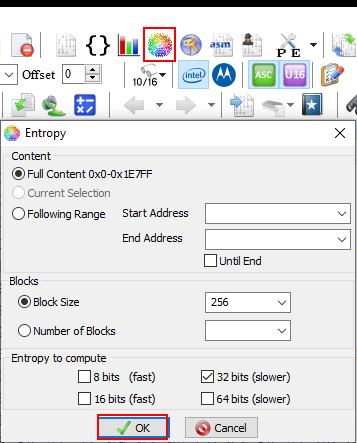 {} asm PE
Offset 0 10/16 intel ASC U16
Entropy
Content
Full Content 0x0-0x1E7FF
Current Selection
Following Range Start Address
End Address
Until End
Blocks
Block Size 256
Number of Blocks
Entropy to compute
8 bits (fast) 32 bits (slower)
16 bits (fast) 64 bits (slower)
OK Cancel